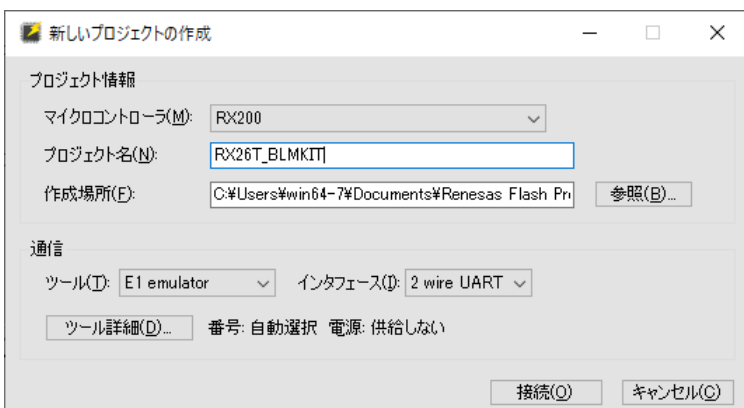 新しいプロジェクトの作成
プロジェクト情報
マイクロコントローラ(M): RX200
プロジェクト名(N): RX26T_BLMKIT
作成場所(F): C:¥Users¥win64-7¥Documents¥Renesas Flash Pr 参照(B)...
通信
ツール(T): E1 emulator インタフェース(I): 2 wire UART
ツール詳細(D)... 番号: 自動選択 電源: 供給しない
接続(O) キャンセル(C)